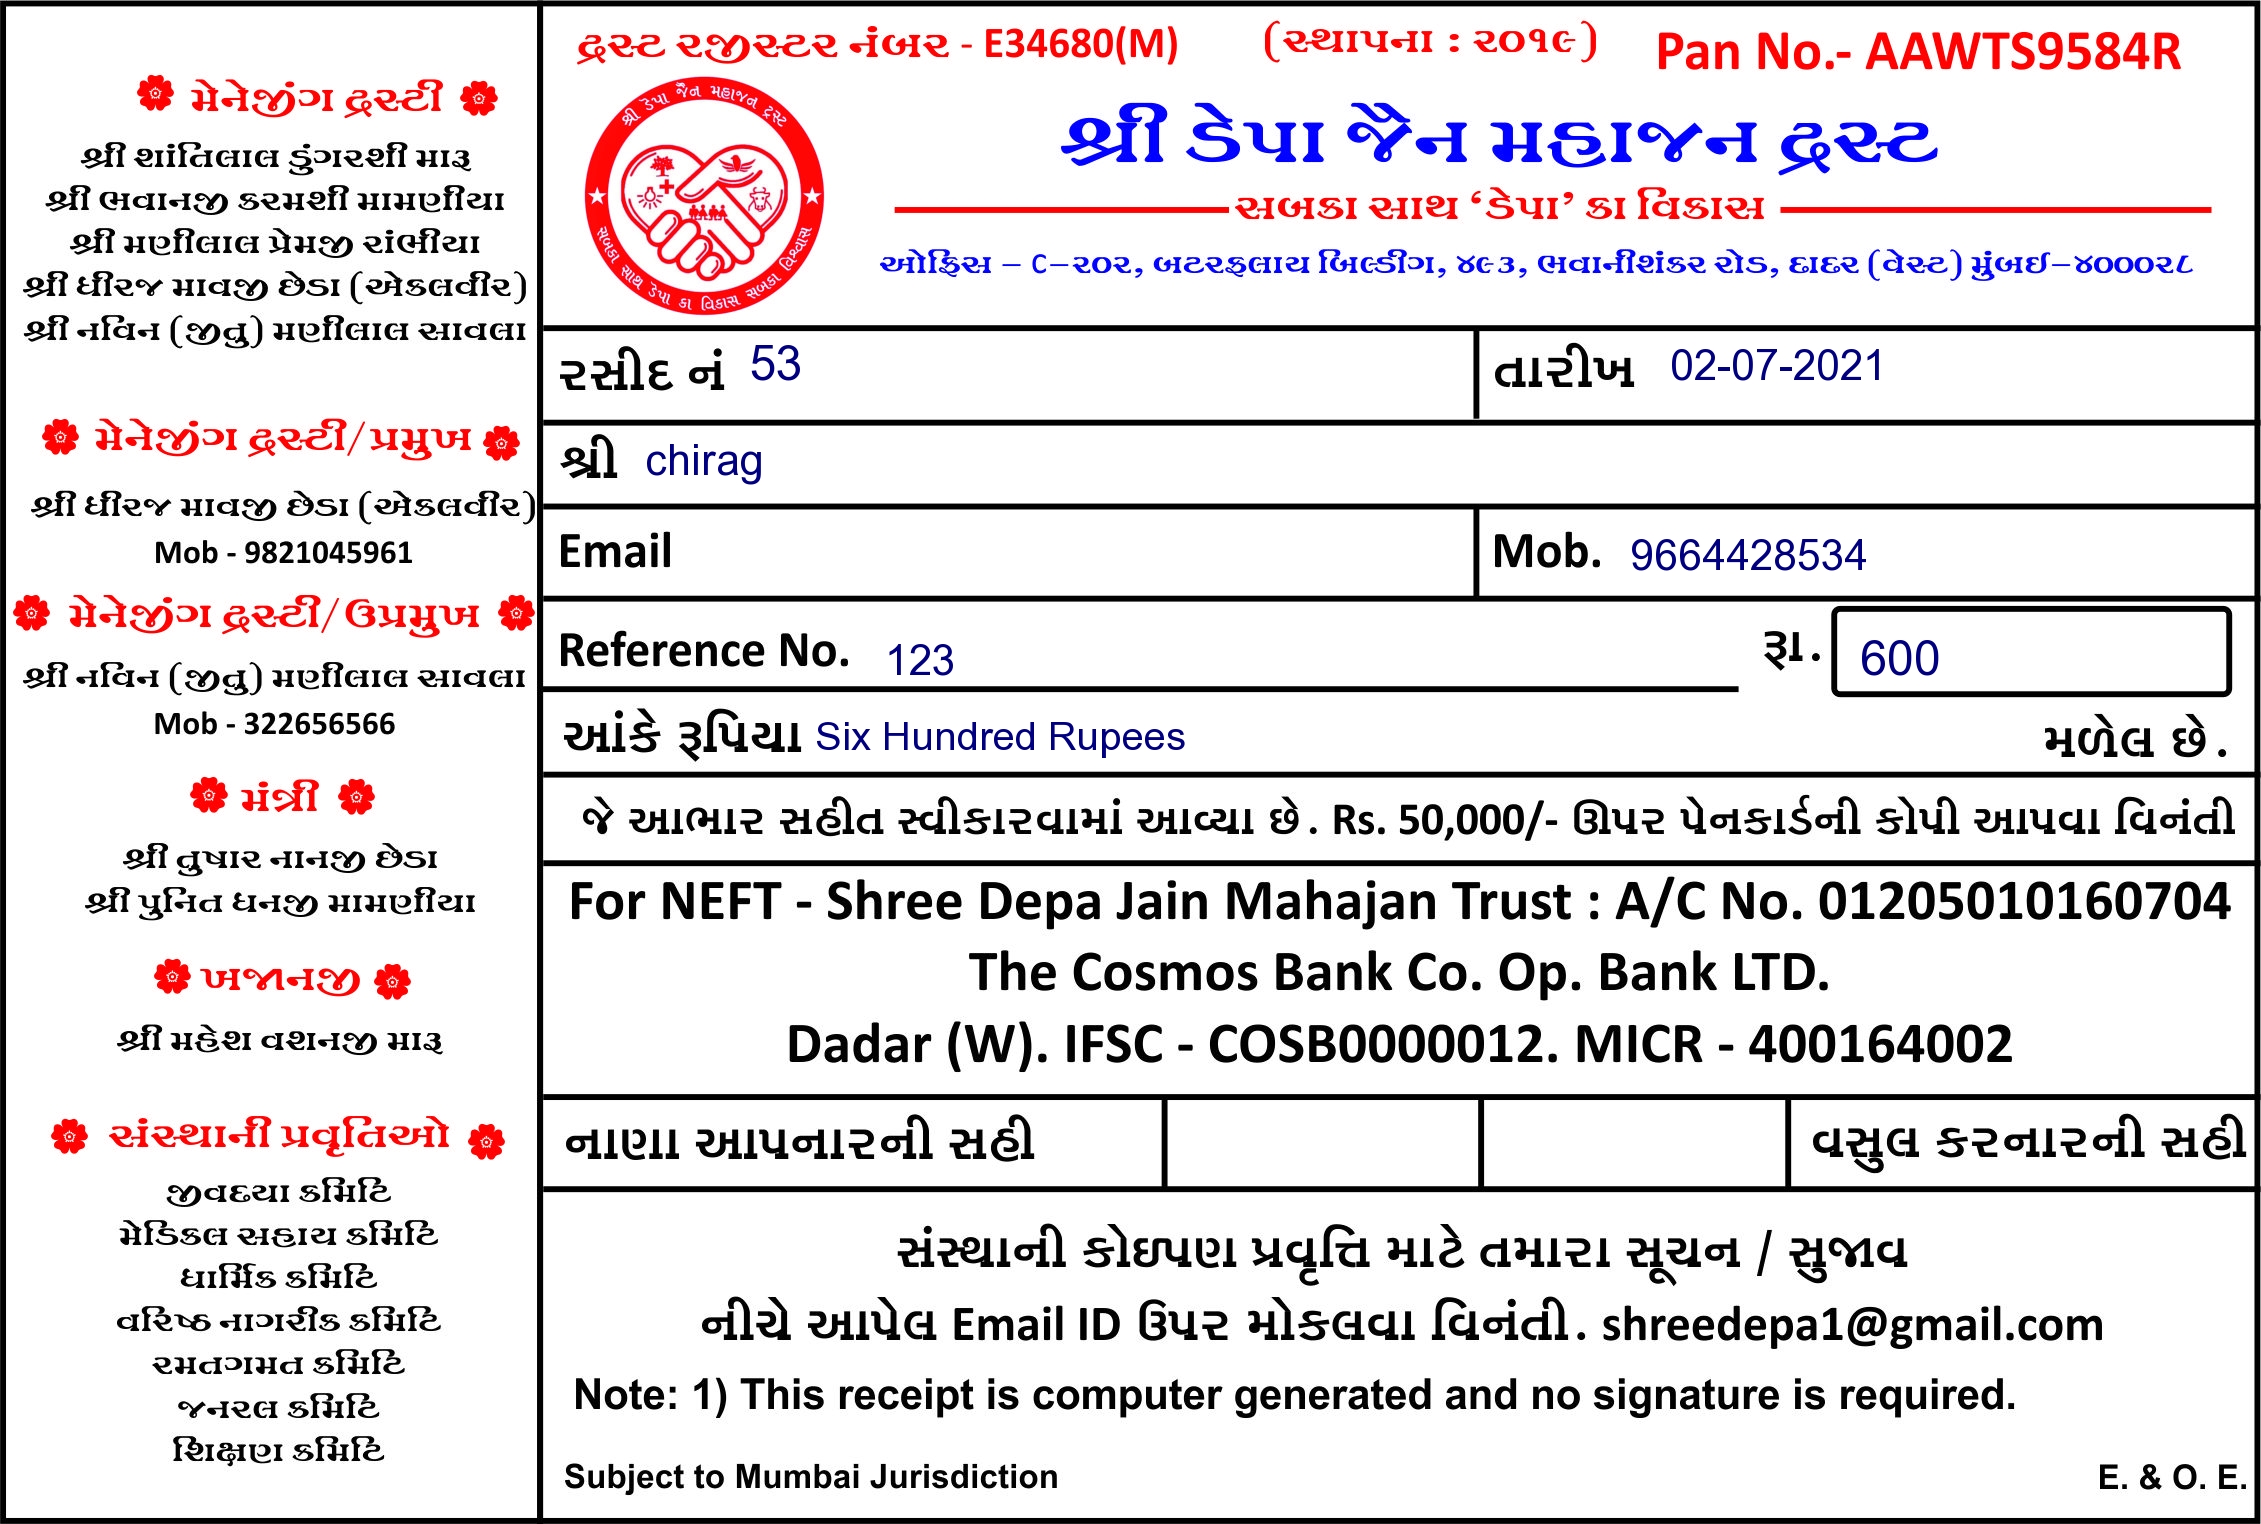 મેનેજીંગ ટ્રસ્ટી
શ્રી શાંતિલાલ ડુંગરશી મારૂ
શ્રી ભવાનજી કરમશી મામણીયા
શ્રી મણીલાલ પ્રેમજી રાંભીયા
શ્રી ધીરજ માવજી છેડા (એકલવીર)
શ્રી નવિન (જીતુ) મણીલાલ સાવલા
મેનેજીંગ ટ્રસ્ટી/પ્રમુખ
શ્રી ધીરજ માવજી છેડા (એકલવીર)
Mob - 9821045961
મેનેજીંગ ટ્રસ્ટી/ઉપ્રમુખ
શ્રી નવિન (જીતુ) મણીલાલ સાવલા
Mob - 322656566
મંત્રી
શ્રી તુષાર નાનજી છેડા
શ્રી પુનિત ધનજી મામણીયા
ખજાનજી
શ્રી મહેશ વશનજી મારૂ
સંસ્થાની પ્રવૃતિઓ
જીવદયા કમિટિ
મેડિકલ સહાય કમિટિ
ધાર્મિક કમિટિ
વરિષ્ઠ નાગરીક કમિટિ
રમતગમત કમિટિ
જનરલ કમિટિ
શિક્ષણ કમિટિ
ટ્રસ્ટ રજીસ્ટર નંબર - E34680(M) (સ્થાપના : ૨૦૧૯) Pan No.- AAWTS9584R
શ્રી ડેપા જૈન મહાજન ટ્રસ્ટ
સબકા સાથ ડેપા કા વિકાસ સબકા વિશ્વાસ
શ્રી ડેપા જૈન મહાજન ટ્રસ્ટ
સબકા સાથ ‘ડેપા’ કા વિકાસ
ઓફિસ – C–૨૦૨, બટરફલાય બિલ્ડીંગ, ૪૯૩, ભવાનીશંકર રોડ, દાદર (વેસ્ટ) મુંબઈ–૪૦૦૦૨૮
રસીદ નં 53 તારીખ 02-07-2021
શ્રી chirag
Email Mob. 9664428534
Reference No. 123 રૂા. 600
આંકે રૂપિયા Six Hundred Rupees મળેલ છે.
જે આભાર સહીત સ્વીકારવામાં આવ્યા છે. Rs. 50,000/- ઊપર પેનકાર્ડની કોપી આપવા વિનંતી
For NEFT - Shree Depa Jain Mahajan Trust : A/C No. 01205010160704
The Cosmos Bank Co. Op. Bank LTD.
Dadar (W). IFSC - COSB0000012. MICR - 400164002
નાણા આપનારની સહી વસુલ કરનારની સહી
સંસ્થાની કોઇપણ પ્રવૃત્તિ માટે તમારા સૂચન / સુજાવ
નીચે આપેલ Email ID ઉપર મોકલવા વિનંતી. shreedepa1@gmail.com
Note: 1) This receipt is computer generated and no signature is required.
Subject to Mumbai Jurisdiction E. & O. E.